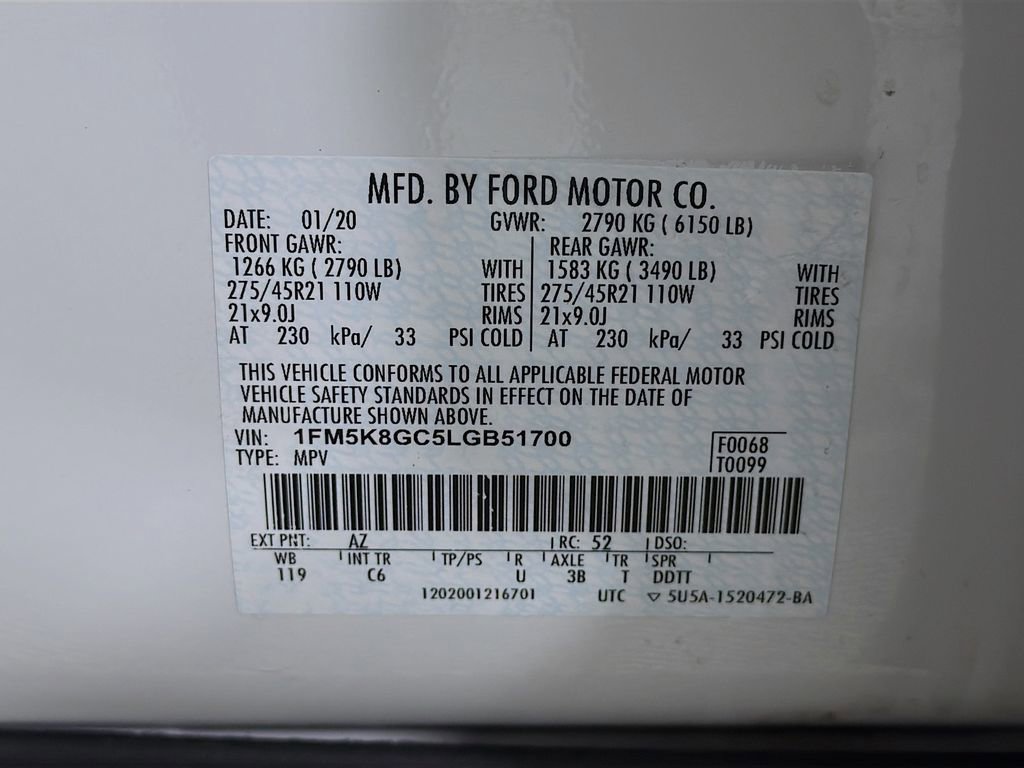 MFD. BY FORD MOTOR CO.
DATE: 01/20 GVWR: 2790 KG ( 6150 LB)
FRONT GAWR: REAR GAWR:
1266 KG ( 2790 LB) WITH 1583 KG ( 3490 LB) WITH
275/45R21 110W TIRES 275/45R21 110W TIRES
21x9.0J RIMS 21x9.0J RIMS
AT 230 kPa/ 33 PSI COLD AT 230 kPa/ 33 PSI COLD
THIS VEHICLE CONFORMS TO ALL APPLICABLE FEDERAL MOTOR
VEHICLE SAFETY STANDARDS IN EFFECT ON THE DATE OF
MANUFACTURE SHOWN ABOVE.
VIN: 1FM5K8GC5LGB51700 F0068
TYPE: MPV T0099
EXT PNT: AZ RC: 52 DSO:
WB INT TR TP/PS R AXLE TR SPR
119 C6 U 3B T DDTT
1202001216701 UTC ▽ 5U5A-1520472-BA